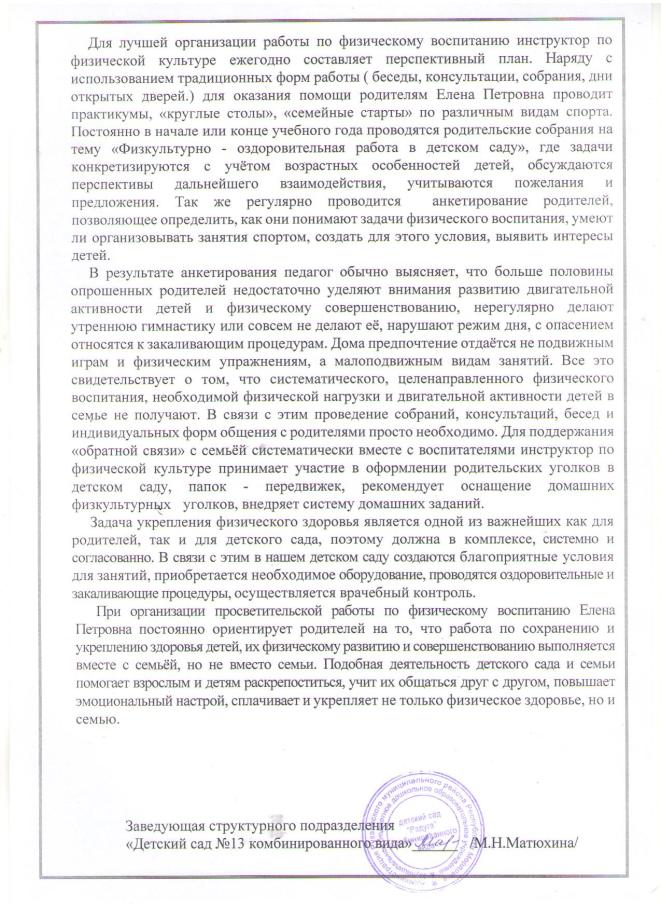 Для лучшей организации работы по физическому воспитанию инструктор по
физической культуре ежегодно составляет перспективный план. Наряду с
использованием традиционных форм работы ( беседы, консультации, собрания, дни
открытых дверей.) для оказания помощи родителям Елена Петровна проводит
практикумы, «круглые столы», «семейные старты» по различным видам спорта.
Постоянно в начале или конце учебного года проводятся родительские собрания на
тему «Физкультурно - оздоровительная работа в детском саду», где задачи
конкретизируются с учётом возрастных особенностей детей, обсуждаются
перспективы дальнейшего взаимодействия, учитываются пожелания и
предложения. Так же регулярно проводится анкетирование родителей,
позволяющее определить, как они понимают задачи физического воспитания, умеют
ли организовывать занятия спортом, создать для этого условия, выявить интересы
детей.
В результате анкетирования педагог обычно выясняет, что больше половины
опрошенных родителей недостаточно уделяют внимания развитию двигательной
активности детей и физическому совершенствованию, нерегулярно делают
утреннюю гимнастику или совсем не делают её, нарушают режим дня, с опасением
относятся к закаливающим процедурам. Дома предпочтение отдаётся не подвижным
играм и физическим упражнениям, а малоподвижным видам занятий. Все это
свидетельствует о том, что систематического, целенаправленного физического
воспитания, необходимой физической нагрузки и двигательной активности детей в
семье не получают. В связи с этим проведение собраний, консультаций, бесед и
индивидуальных форм общения с родителями просто необходимо. Для поддержания
«обратной связи» с семьёй систематически вместе с воспитателями инструктор по
физической культуре принимает участие в оформлении родительских уголков в
детском саду, папок - передвижек, рекомендует оснащение домашних
физкультурных уголков, внедряет систему домашних заданий.
Задача укрепления физического здоровья является одной из важнейших как для
родителей, так и для детского сада, поэтому должна в комплексе, системно и
согласованно. В связи с этим в нашем детском саду создаются благоприятные условия
для занятий, приобретается необходимое оборудование, проводятся оздоровительные и
закаливающие процедуры, осуществляется врачебный контроль.
При организации просветительской работы по физическому воспитанию Елена
Петровна постоянно ориентирует родителей на то, что работа по сохранению и
укреплению здоровья детей, их физическому развитию и совершенствованию выполняется
вместе с семьёй, но не вместо семьи. Подобная деятельность детского сада и семьи
помогает взрослым и детям раскрепоститься, учит их общаться друг с другом, повышает
эмоциональный настрой, сплачивает и укрепляет не только физическое здоровье, но и
семью.
детский сад
"Радуга"
комбинированного
вида"
Заведующая структурного подразделения
«Детский сад №13 комбинированного вида» /М.Н.Матюхина/